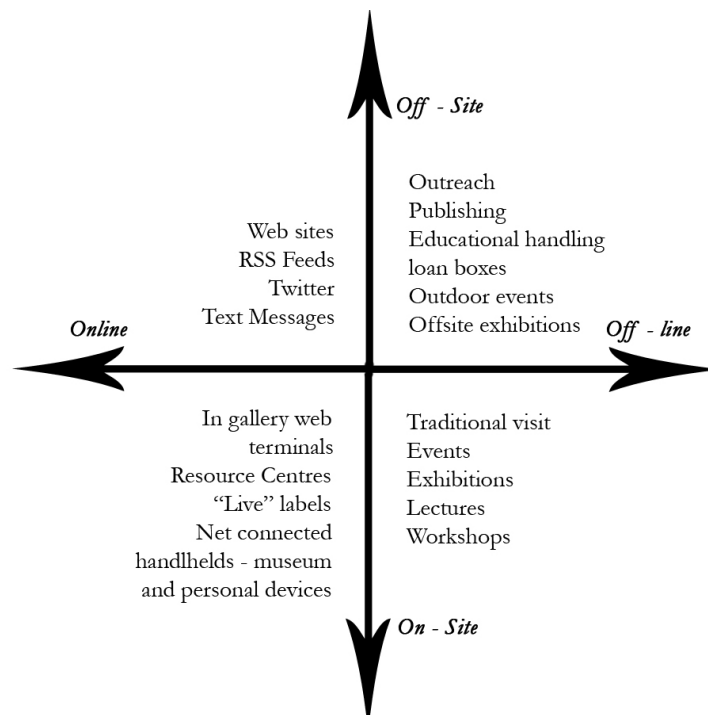 Off - Site
Web sites
RSS Feeds
Twitter
Text Messages
Outreach
Publishing
Educational handling
loan boxes
Outdoor events
Offsite exhibitions
Online
Off - line
In gallery web
terminals
Resource Centres
“Live” labels
Net connected
handlhelds - museum
and personal devices
Traditional visit
Events
Exhibitions
Lectures
Workshops
On - Site